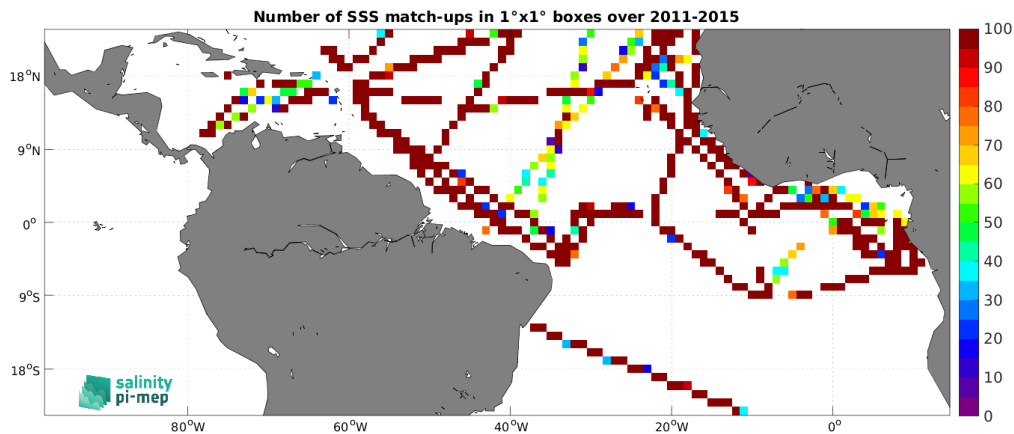 Number of SSS match-ups in 1°x1° boxes over 2011-2015
100
90
80
70
60
50
40
30
20
10
0
18°N
9°N
0°
9°S
18°S
80°W
60°W
40°W
20°W
0°
salinity
pi-mep